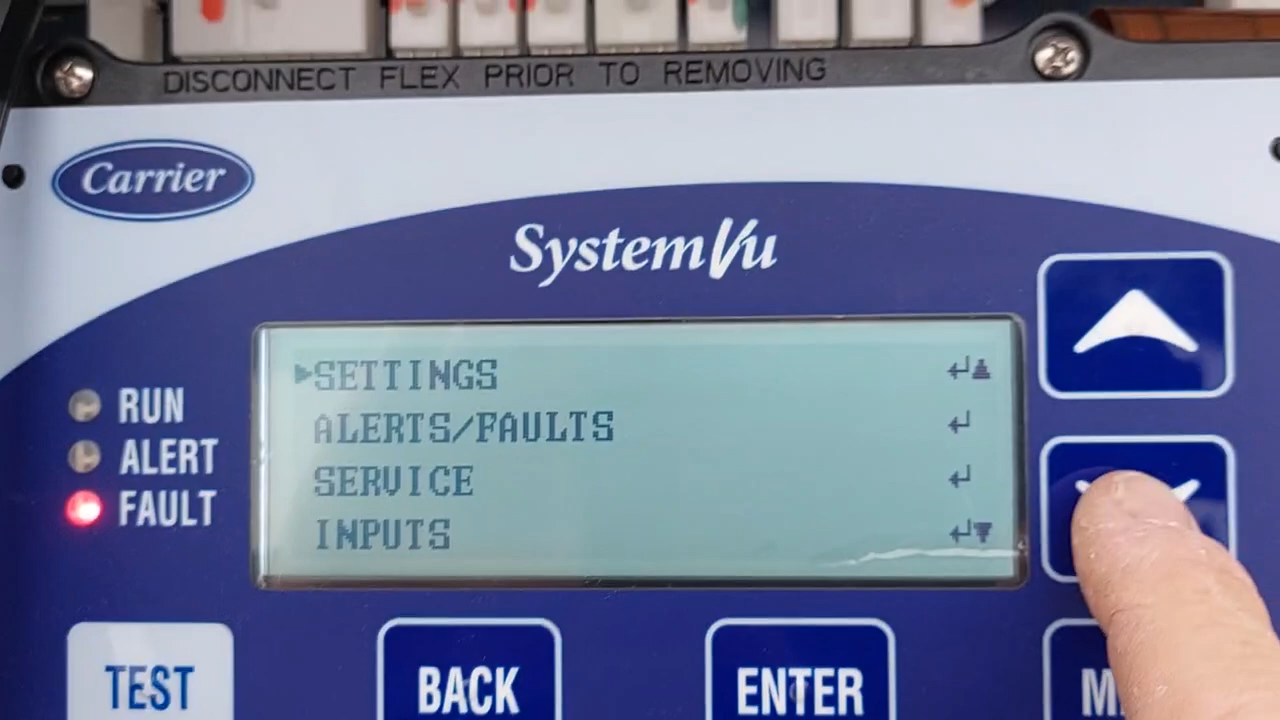 DISCONNECT FLEX PRIOR TO REMOVING
Carrier
SystemVu
SETTINGS
ALERTS/FAULTS
SERVICE
INPUTS
RUN
ALERT
FAULT
TEST
BACK
ENTER